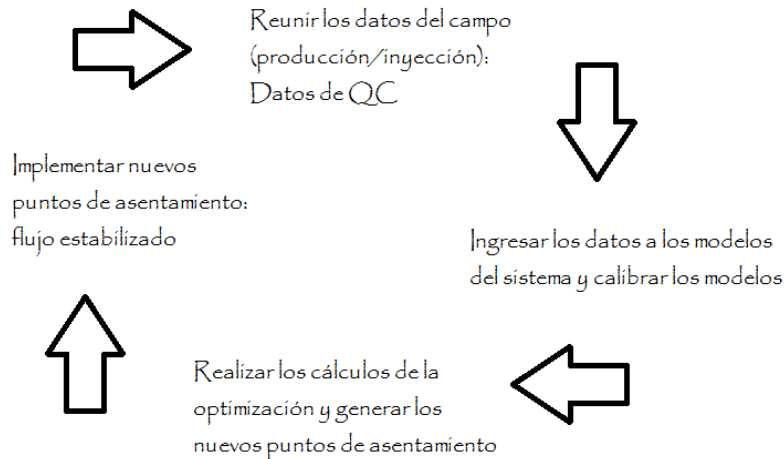 Reunir los datos del campo
(producción/inyección):
Datos de QC
Ingresar los datos a los modelos
del sistema y calibrar los modelos
Realizar los cálculos de la
optimización y generar los
nuevos puntos de asentamiento
Implementar nuevos
puntos de asentamiento:
flujo estabilizado